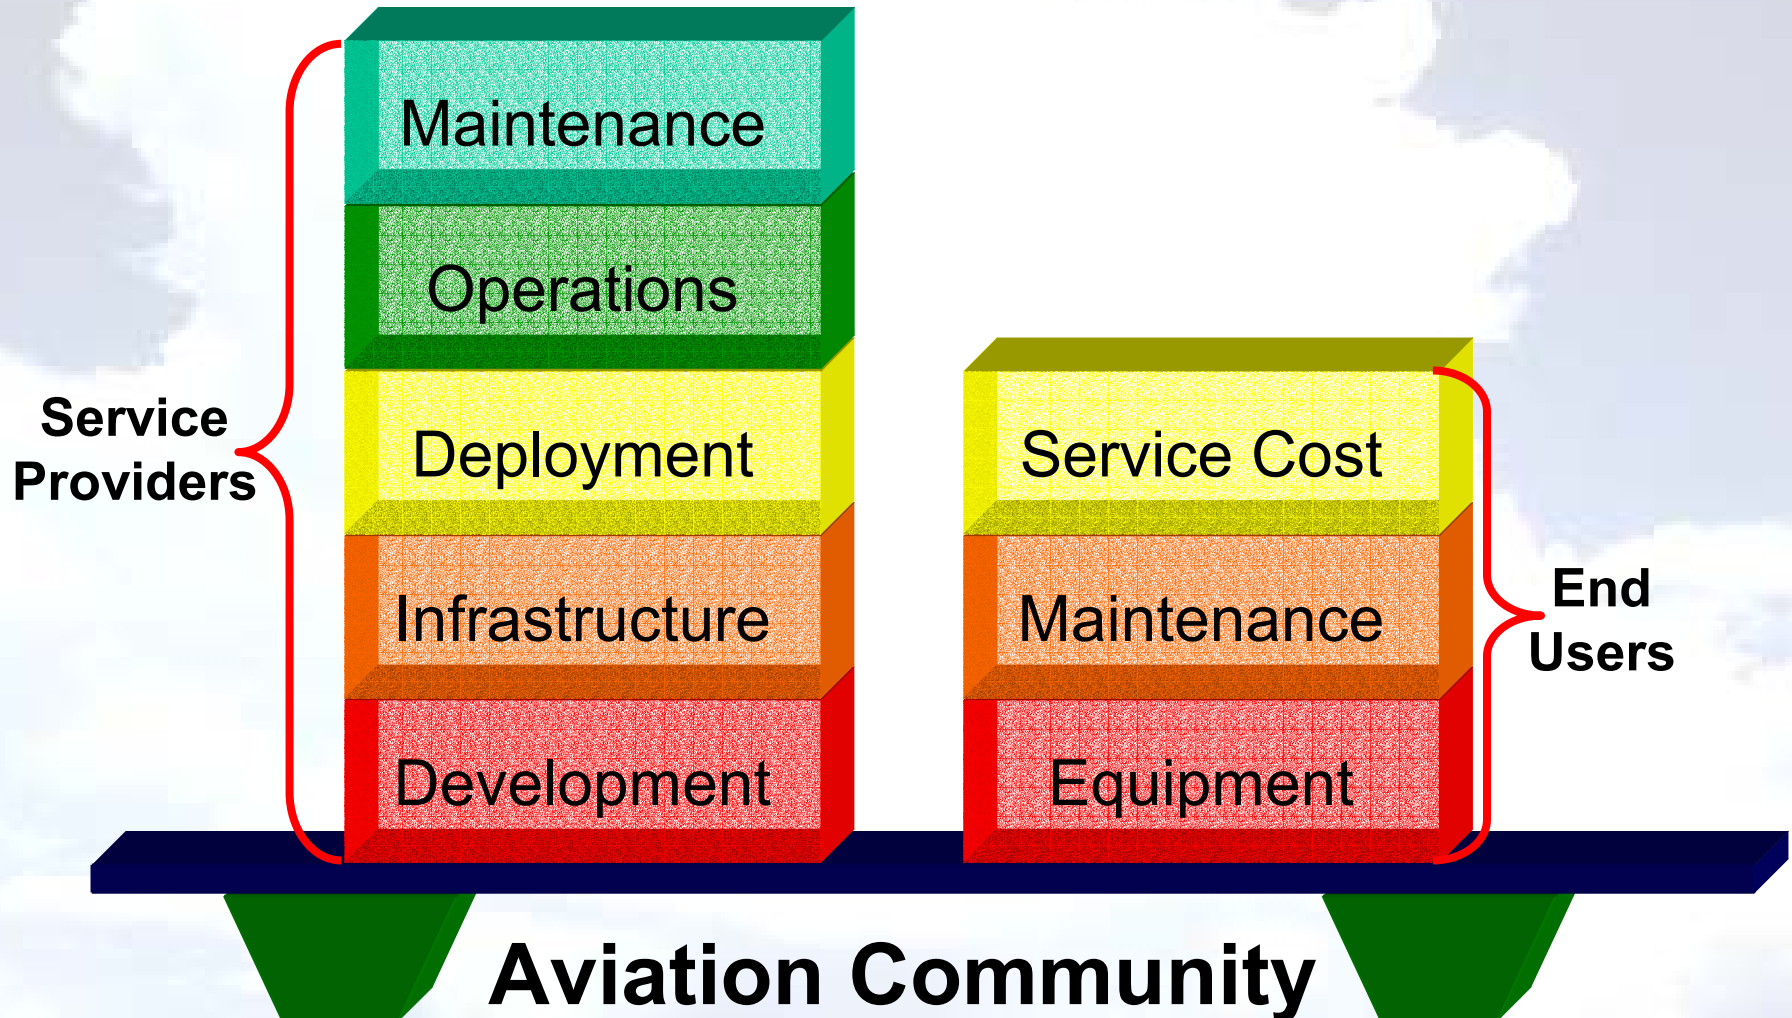 Maintenance
Operations
Deployment
Infrastructure
Development
Service
Providers
Service Cost
Maintenance
Equipment
End
Users
Aviation Community